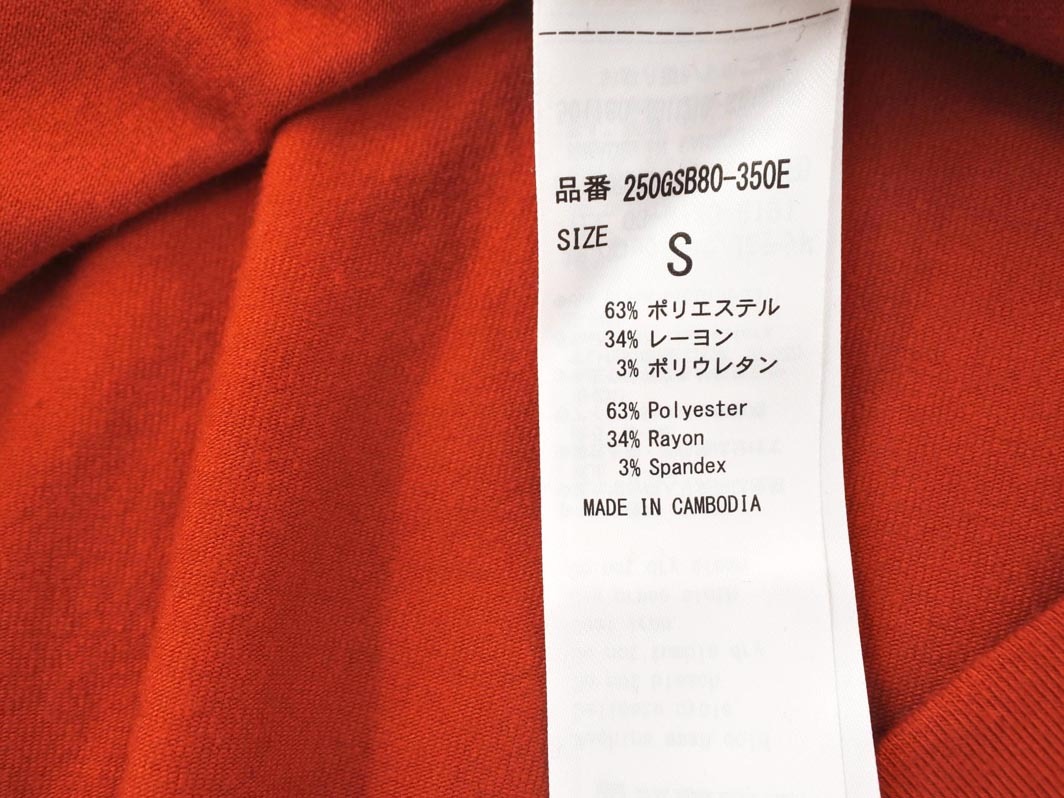 品番 250GSB80-350E
SIZE S
63% ポリエステル
34% レーヨン
3% ポリウレタン
63% Polyester
34% Rayon
3% Spandex
MADE IN CAMBODIA